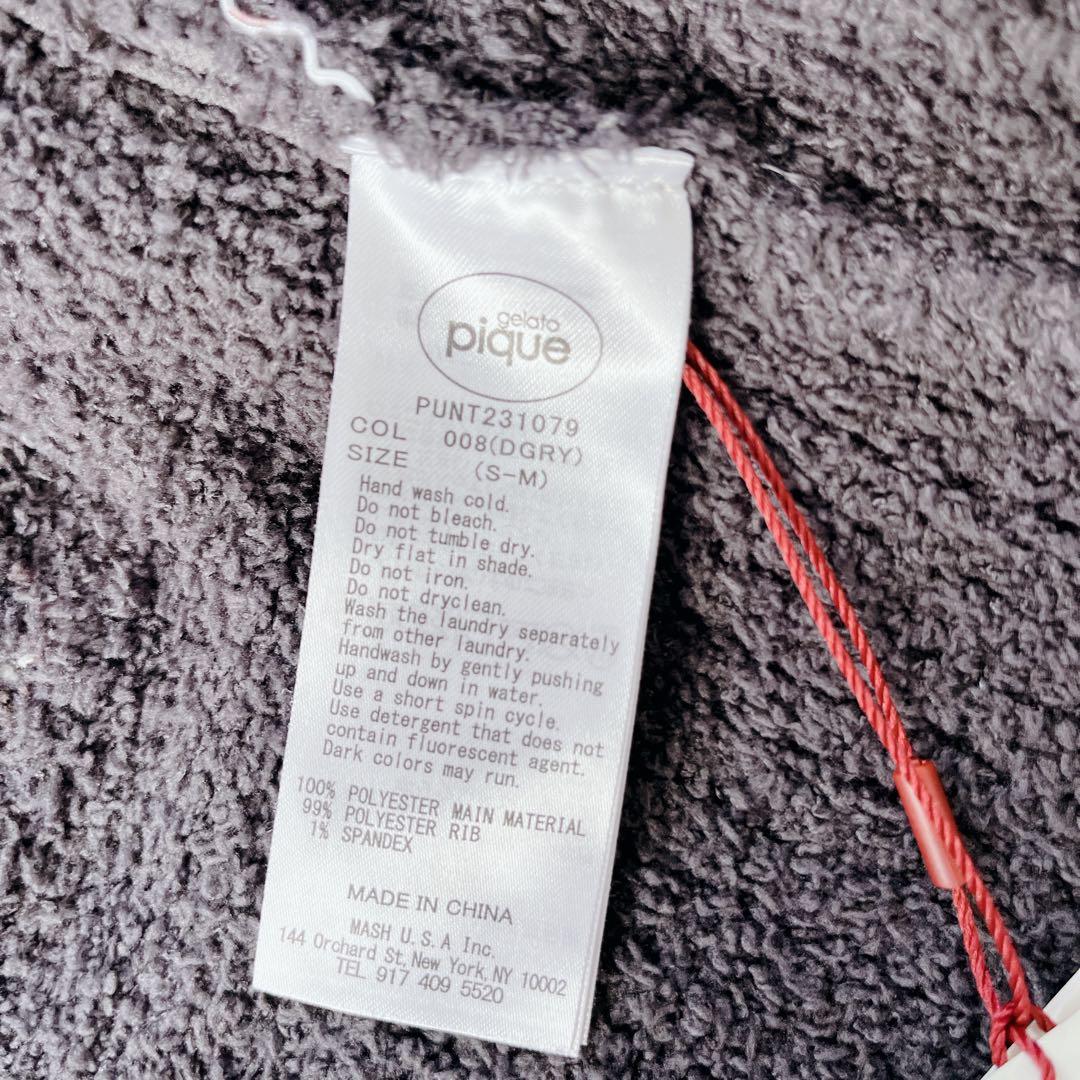 gelato
pique
PUNT231079
COL 008(DGRY)
SIZE (S-M)
Hand wash cold.
Do not bleach.
Do not tumble dry.
Dry flat in shade.
Do not iron.
Do not dryclean.
Wash the laundry separately
from other laundry.
Handwash by gently pushing
up and down in water.
Use a short spin cycle.
Use detergent that does not
contain fluorescent agent.
Dark colors may run.
100% POLYESTER MAIN MATERIAL
99% POLYESTER RIB
1% SPANDEX
MADE IN CHINA
MASH U.S.A Inc.
144 Orchard St, New York, NY 10002
TEL 917 409 5520